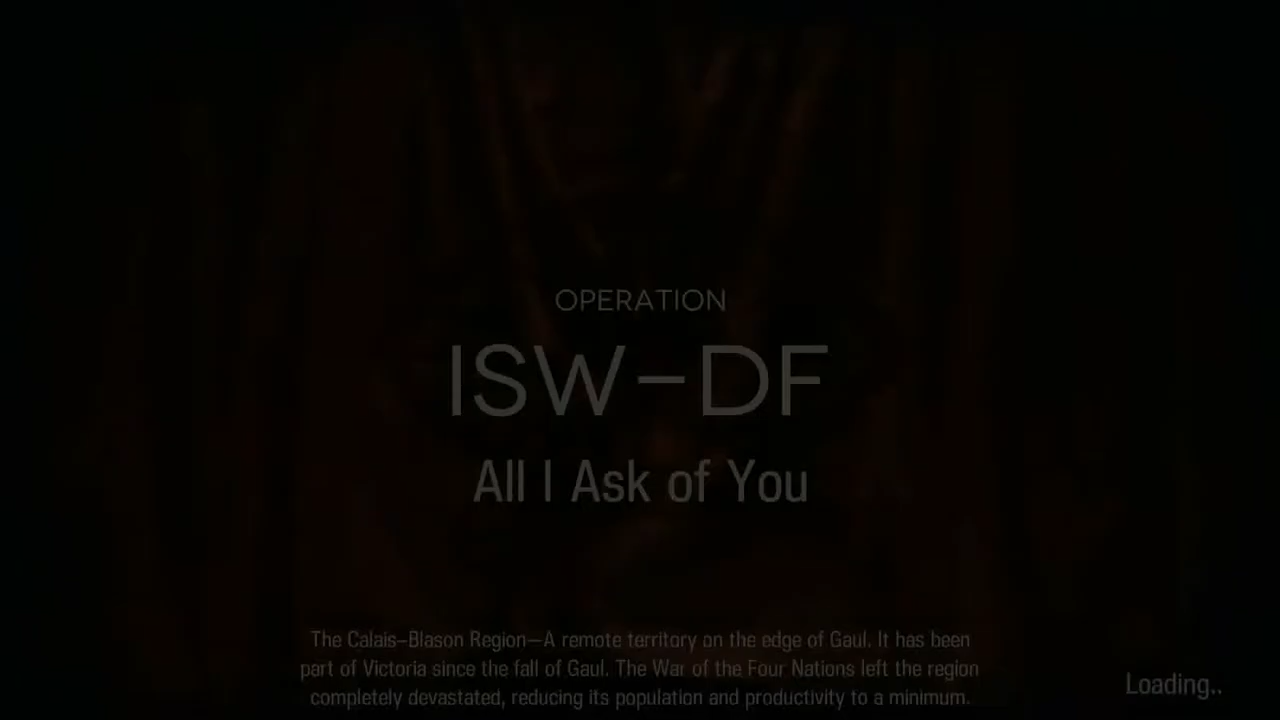 OPERATION
ISW-DF
All I Ask of You
The Calais-Blason Region—A remote territory on the edge of Gaul. It has been
part of Victoria since the fall of Gaul. The War of the Four Nations left the region
completely devastated, reducing its population and productivity to a minimum.
Loading..